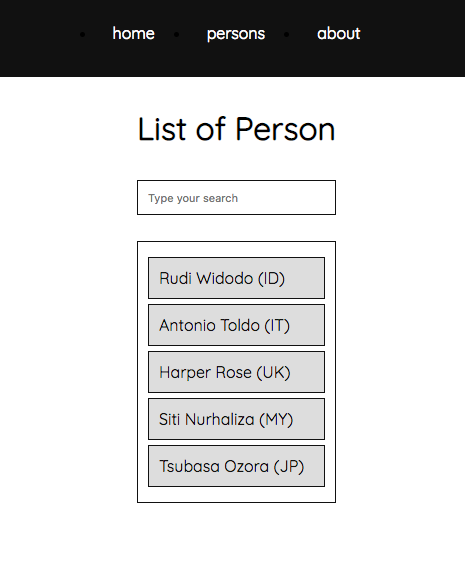 home persons about
List of Person
Type your search
Rudi Widodo (ID)
Antonio Toldo (IT)
Harper Rose (UK)
Siti Nurhaliza (MY)
Tsubasa Ozora (JP)